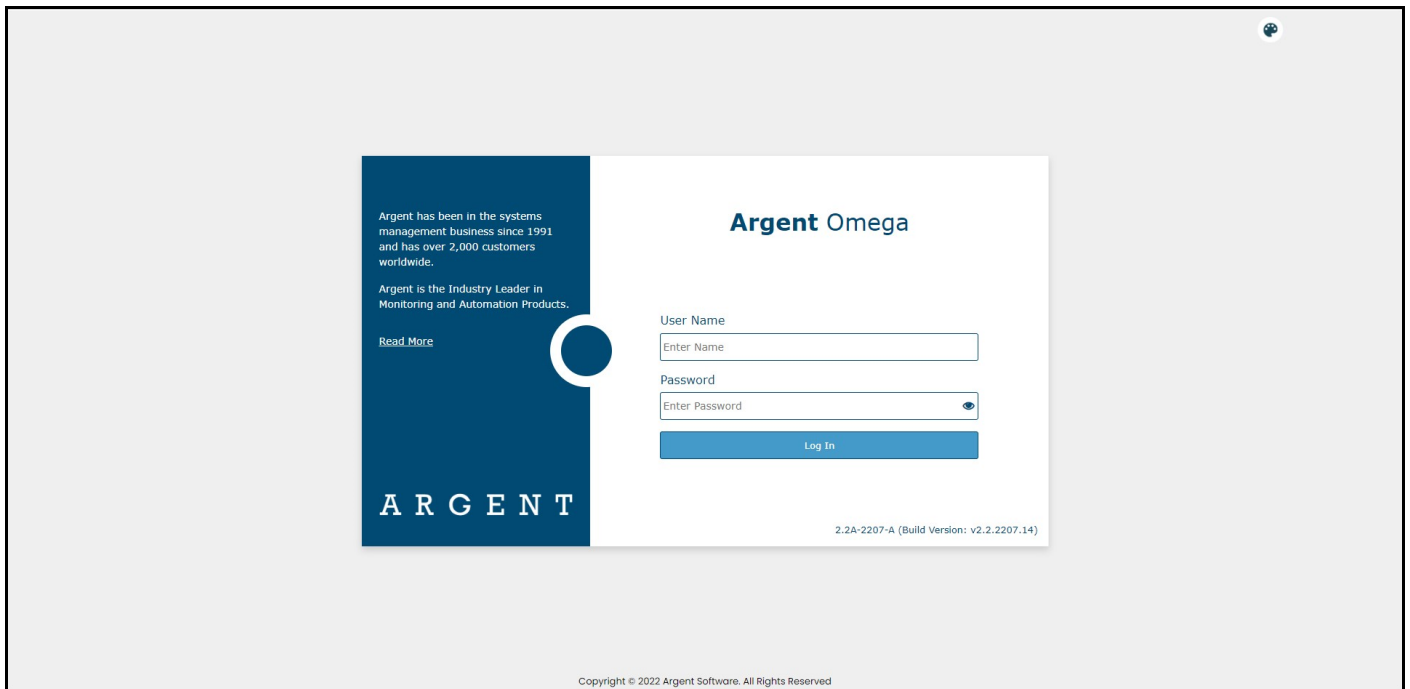 Argent has been in the systems
management business since 1991
and has over 2,000 customers
worldwide.
Argent is the Industry Leader in
Monitoring and Automation Products.
Read More
ARGENT
Argent Omega
User Name
Enter Name
Password
Enter Password
Log In
2.2A-2207-A (Build Version: v2.2.2207.14)
Copyright © 2022 Argent Software. All Rights Reserved